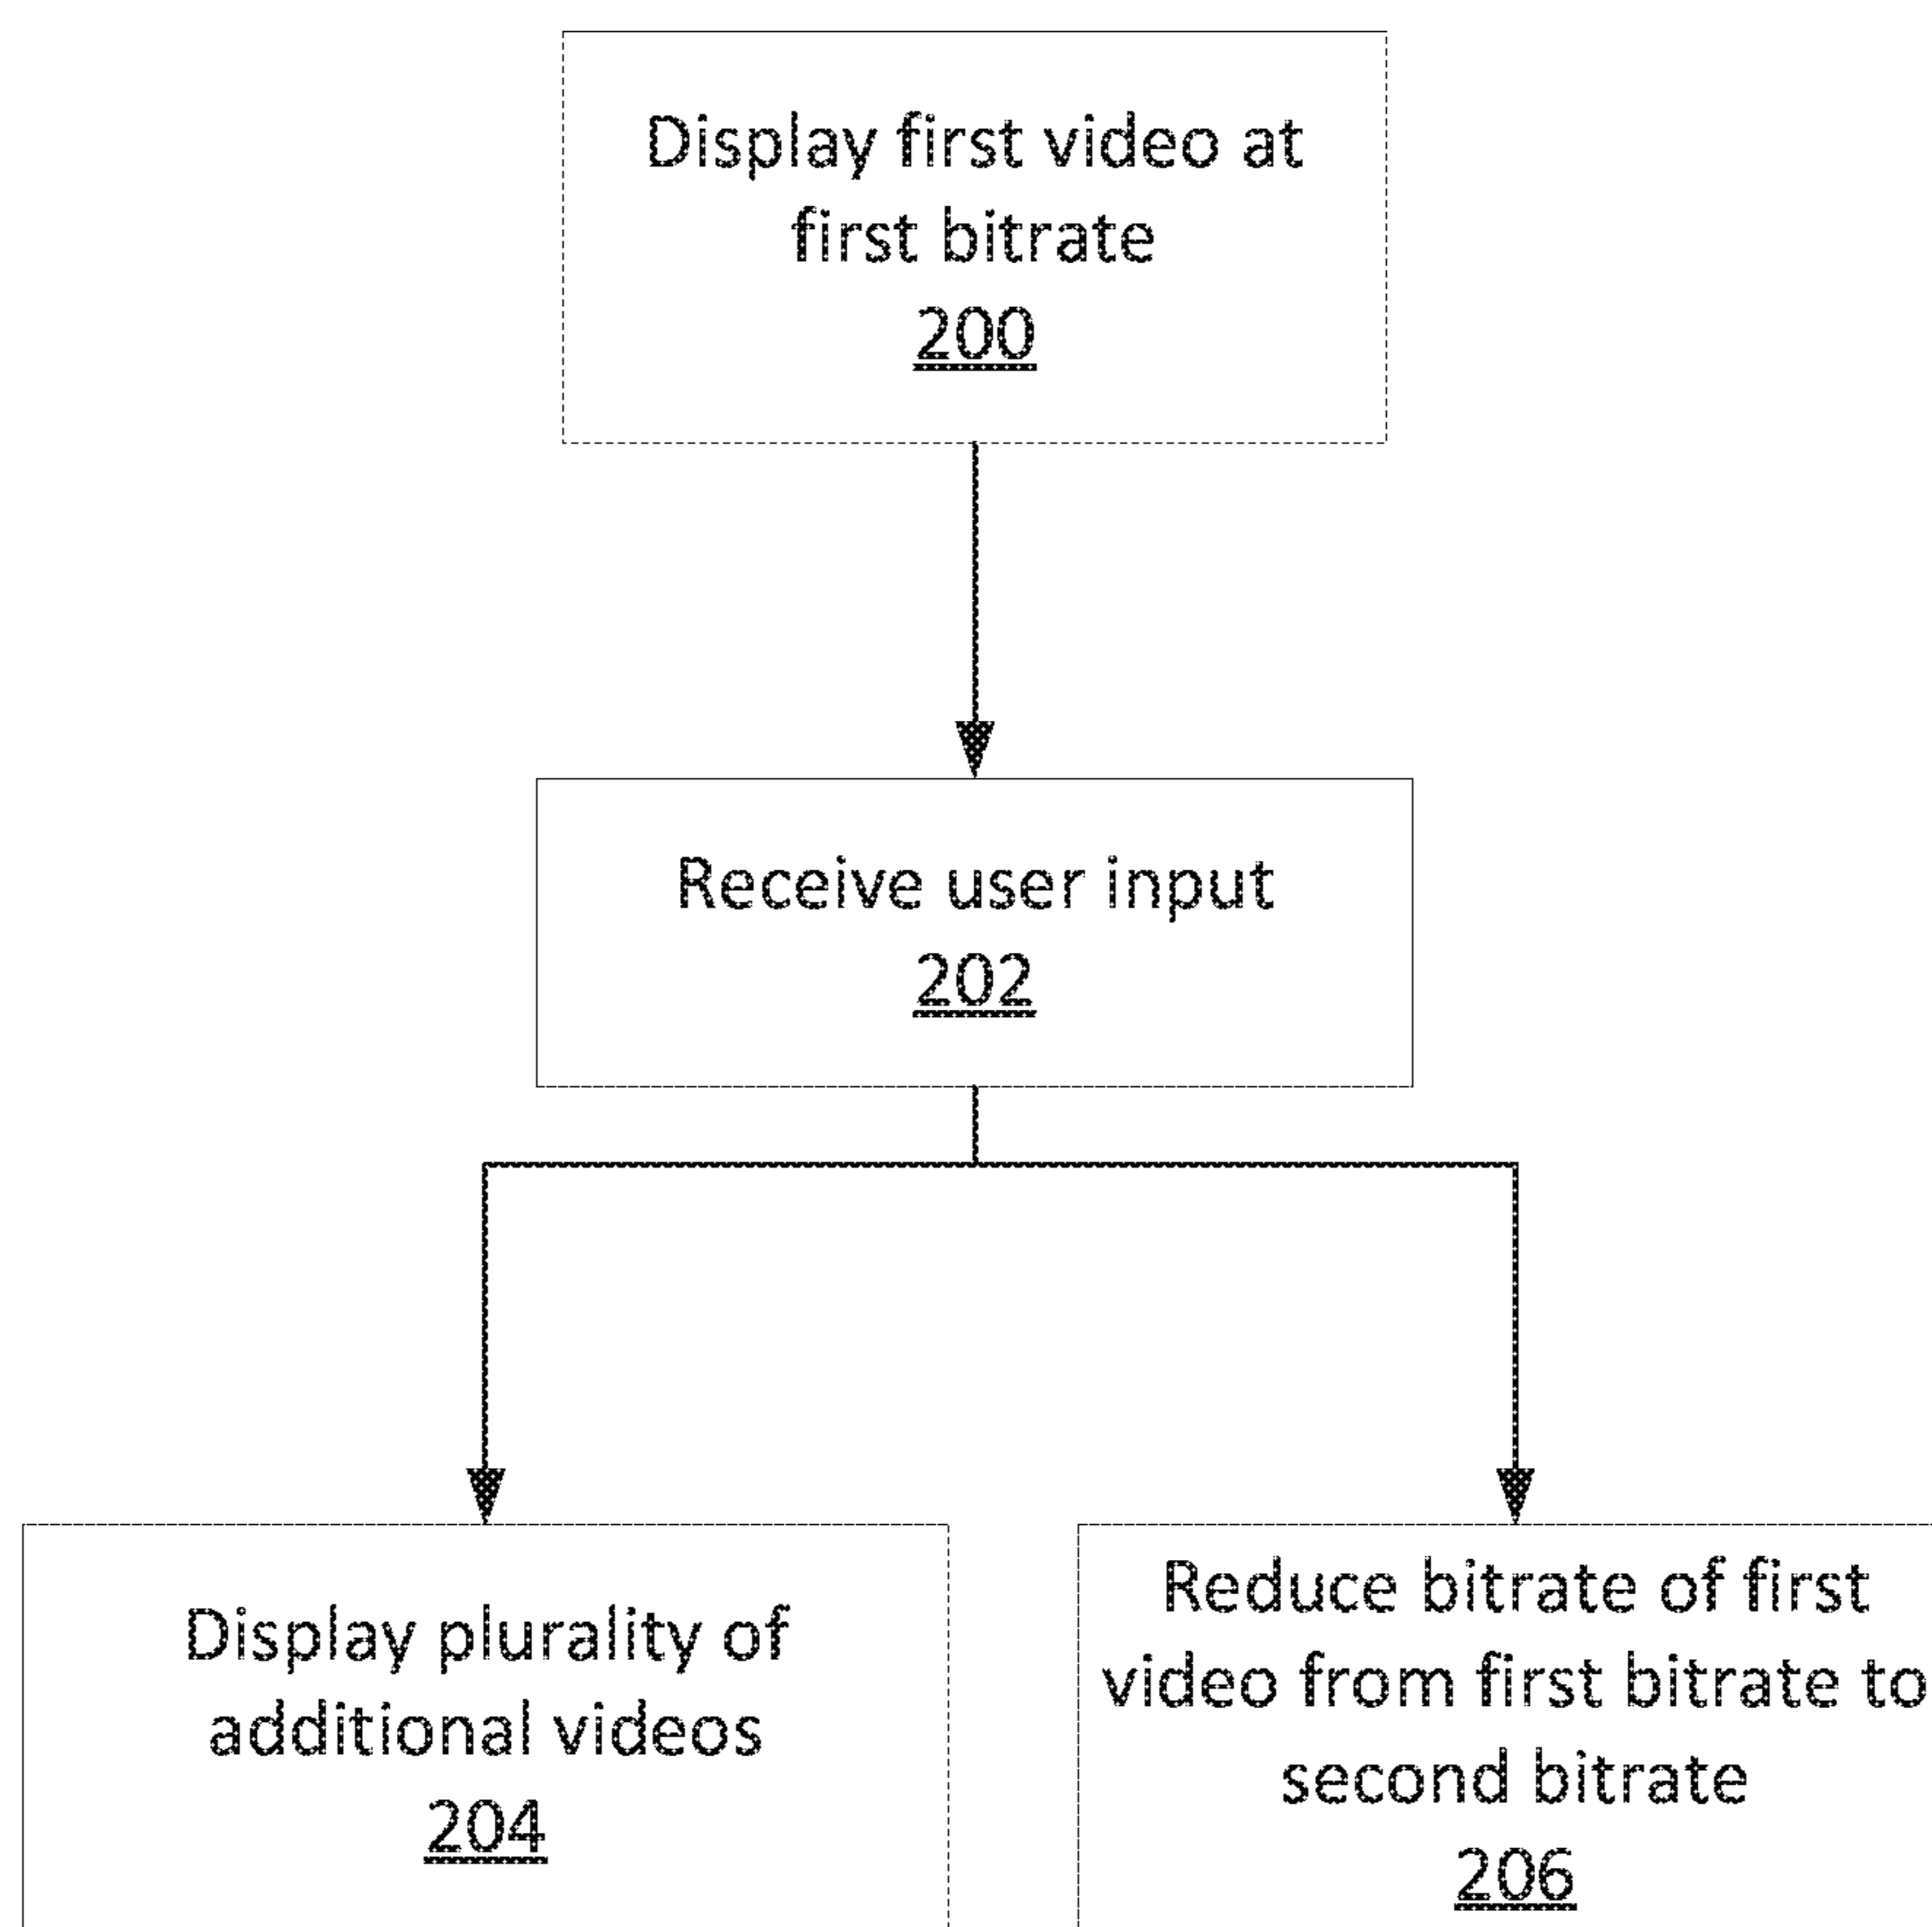 Display first video at
first bitrate
200
Receive user input
202
Display plurality of
additional videos
204
Reduce bitrate of first
video from first bitrate to
second bitrate
206